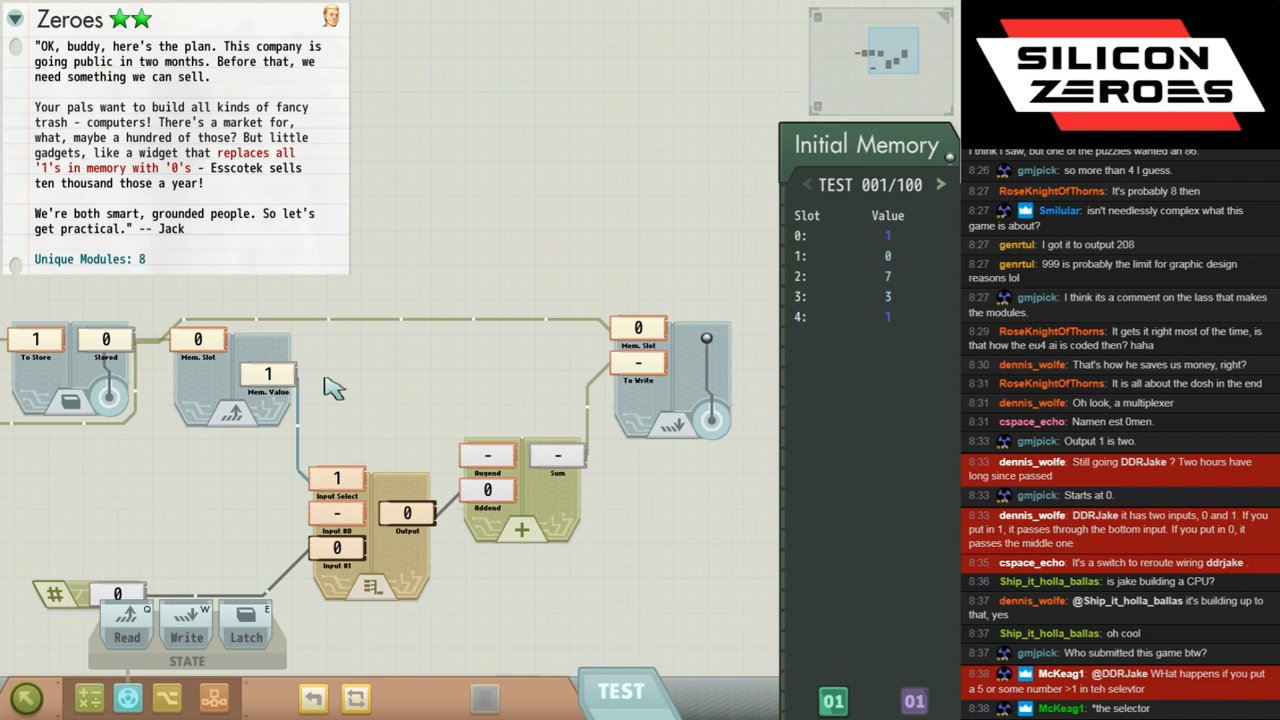 Zeroes
"OK, buddy, here's the plan. This company is
going public in two months. Before that, we
need something we can sell.
Your pals want to build all kinds of fancy
trash - computers! There's a market for,
what, maybe a hundred of those? But little
gadgets, like a widget that replaces all
'1's in memory with '0's - Esscotek sells
ten thousand those a year!
We're both smart, grounded people. So let's
get practical." -- Jack
Unique Modules: 8
1
To Store
0
Stored
0
Mem. Slot
1
Mem. Value
0
Mem. Slot
-
To Write
1
Input Select
-
Input #0
0
Input #1
0
Output
-
Augend
0
Addend
-
Sum
# 0
Read Q
Write W
Latch E
STATE
TEST
Initial Memory
< TEST 001/100 >
Slot Value
0: 1
1: 0
2: 7
3: 3
4: 1
01 01
SILICON
ZEROES
I think I saw, but one of the puzzles wanted an 86.
8:26 gmjpick: so more than 4 I guess.
8:27 RoseKnightOfThorns: It's probably 8 then
8:27 Smilular: isn't needlessly complex what this
game is about?
8:27 genrtul: I got it to output 208
8:27 genrtul: 999 is probably the limit for graphic design
reasons lol
8:27 gmjpick: I think its a comment on the lass that makes
the modules.
8:29 RoseKnightOfThorns: It gets it right most of the time, is
that how the eu4 ai is coded then? haha
8:30 dennis_wolfe: That's how he saves us money, right?
8:31 RoseKnightOfThorns: It is all about the dosh in the end
8:31 dennis_wolfe: Oh look, a multiplexer
8:31 cspace_echo: Namen est 0men.
8:33 gmjpick: Output 1 is two.
8:33 dennis_wolfe: Still going DDRJake ? Two hours have
long since passed
8:33 gmjpick: Starts at 0.
8:33 dennis_wolfe: DDRJake it has two inputs, 0 and 1. If you
put in 1, it passes through the bottom input. If you put in 0, it
passes the middle one
8:35 cspace_echo: It's a switch to reroute wiring ddrjake .
8:36 Ship_it_holla_ballas: is jake building a CPU?
8:37 dennis_wolfe: @Ship_it_holla_ballas it's building up to
that, yes
8:37 Ship_it_holla_ballas: oh cool
8:37 gmjpick: Who submitted this game btw?
8:38 McKeag1: @DDRJake WHat happens if you put
a 5 or some number >1 in teh selevtor
8:38 McKeag1: *the selector